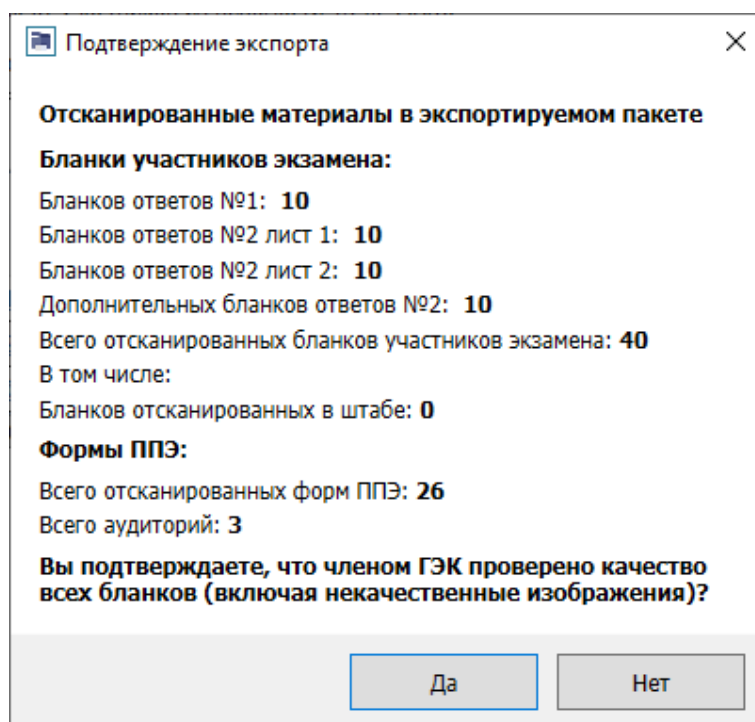 Подтверждение экспорта
Отсканированные материалы в экспортируемом пакете
Бланки участников экзамена:
Бланков ответов №1: 10
Бланков ответов №2 лист 1: 10
Бланков ответов №2 лист 2: 10
Дополнительных бланков ответов №2: 10
Всего отсканированных бланков участников экзамена: 40
В том числе:
Бланков отсканированных в штабе: 0
Формы ППЭ:
Всего отсканированных форм ППЭ: 26
Всего аудиторий: 3
Вы подтверждаете, что членом ГЭК проверено качество
всех бланков (включая некачественные изображения)?
Да Нет